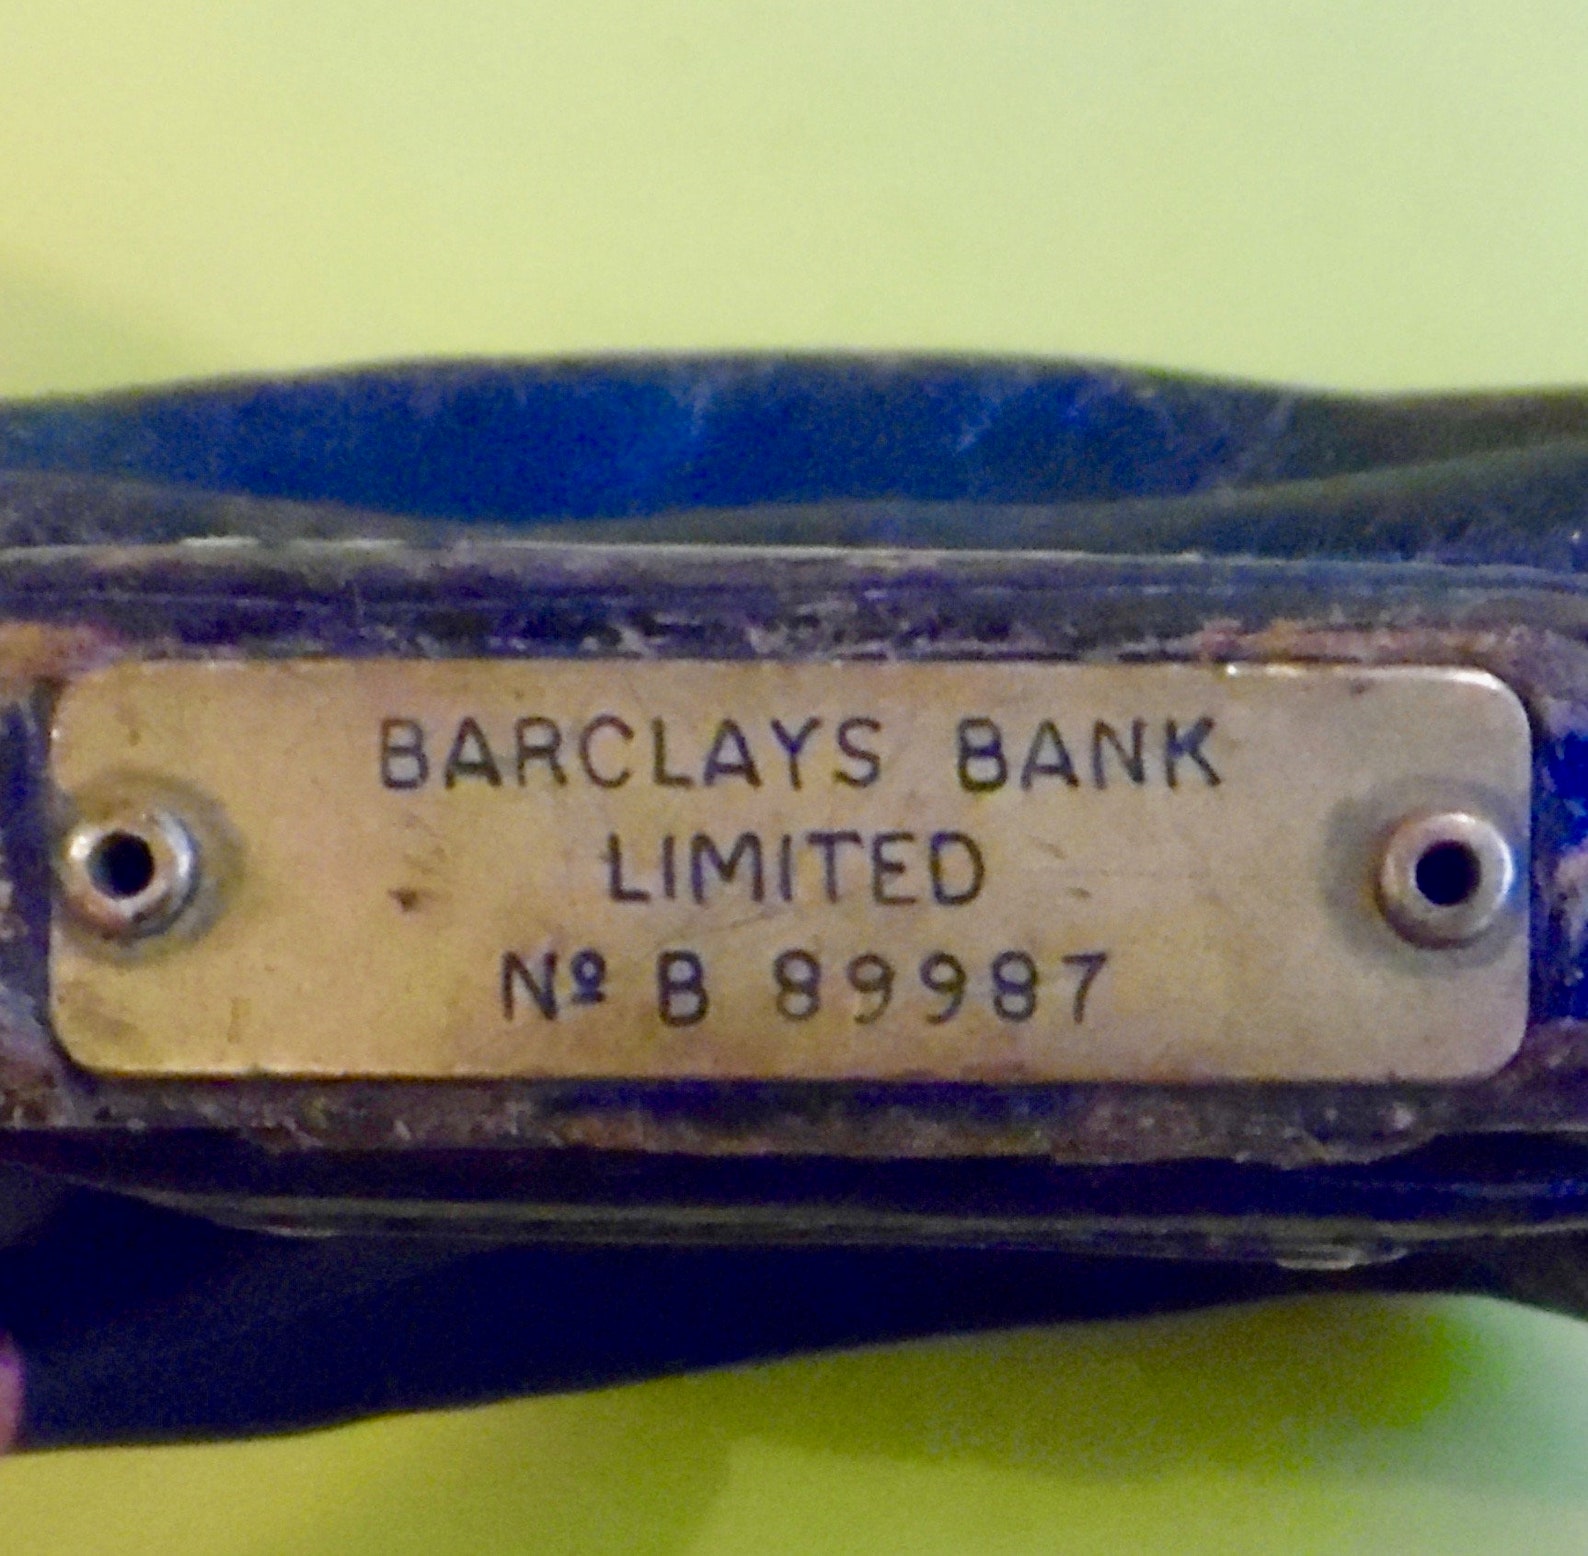 BARCLAYS BANK
LIMITED
Nº B 89987